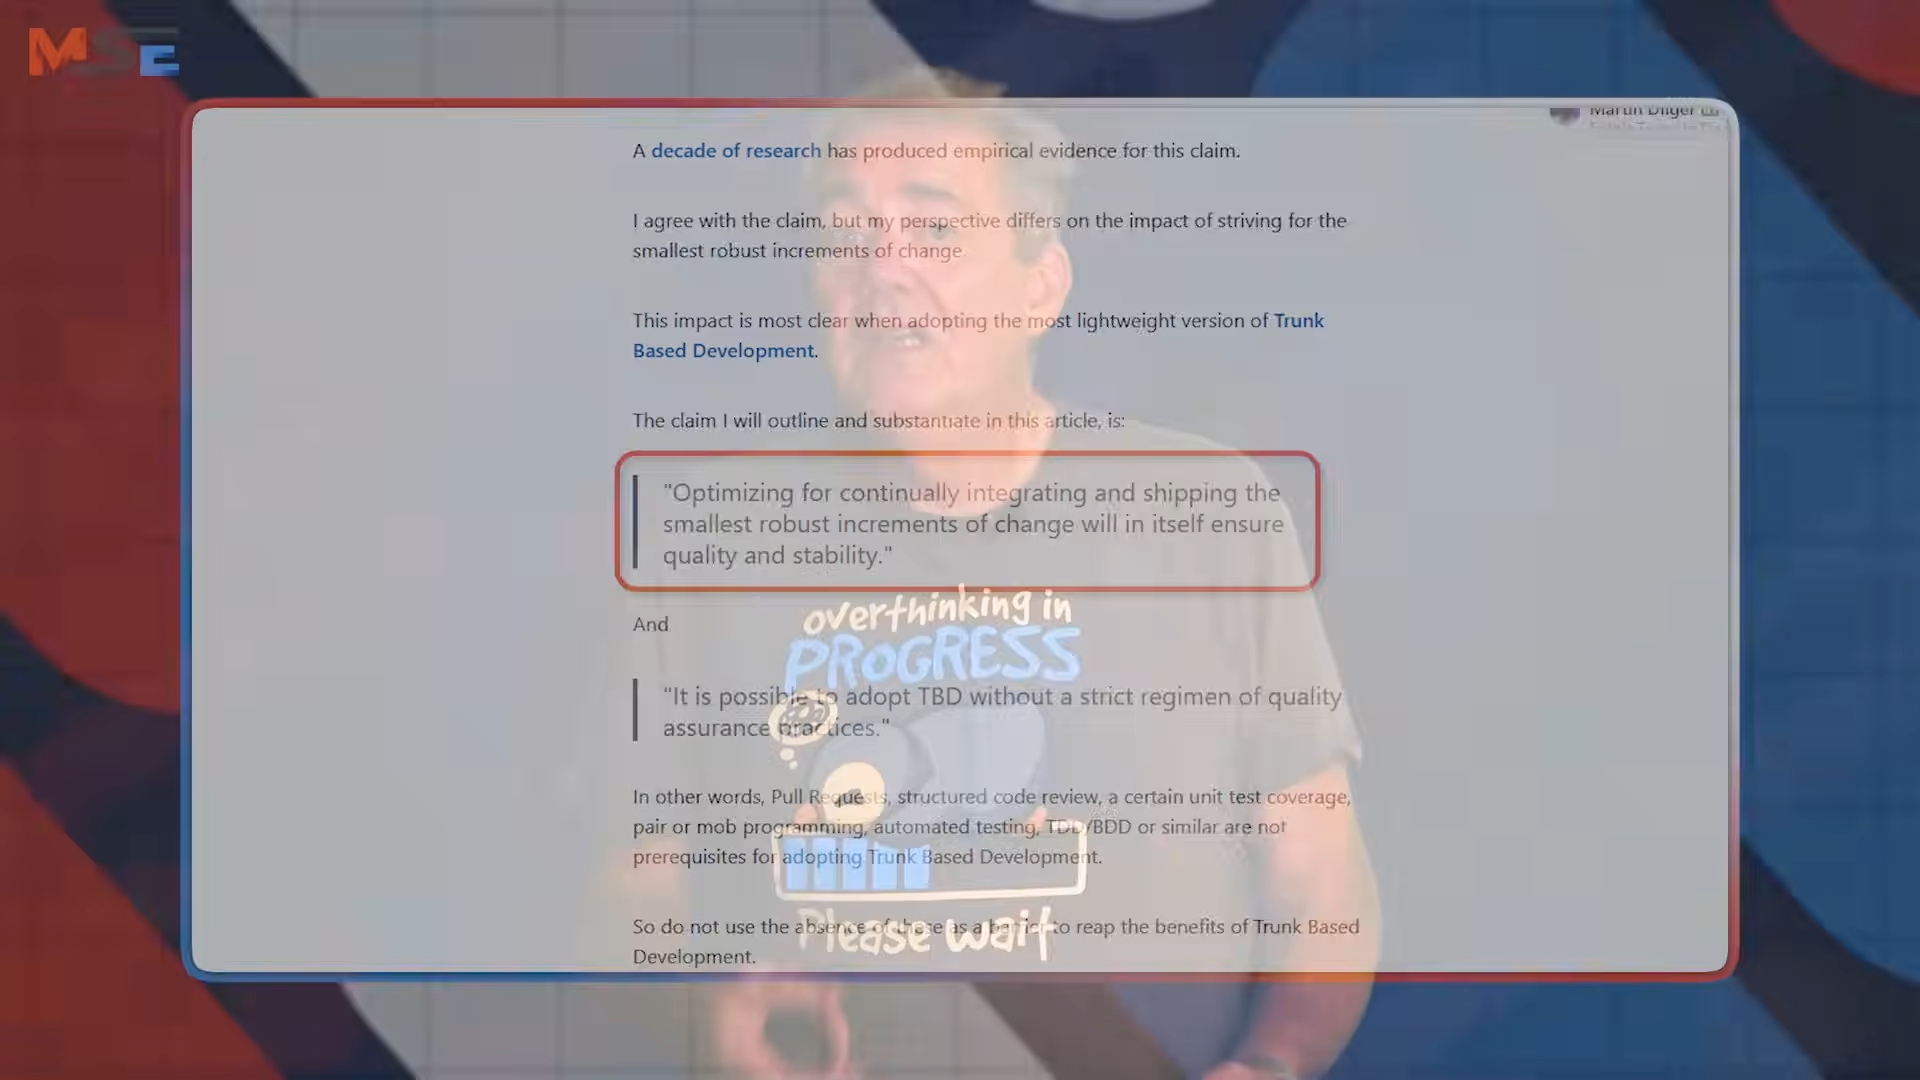 MSE
Martin Dilger
A decade of research has produced empirical evidence for this claim.
I agree with the claim, but my perspective differs on the impact of striving for the
smallest robust increments of change.
This impact is most clear when adopting the most lightweight version of Trunk
Based Development.
The claim I will outline and substantiate in this article, is:
"Optimizing for continually integrating and shipping the
smallest robust increments of change will in itself ensure
quality and stability."
And
"It is possible to adopt TBD without a strict regimen of quality
assurance practices."
In other words, Pull Requests, structured code review, a certain unit test coverage,
pair or mob programming, automated testing, TDD/BDD or similar are not
prerequisites for adopting Trunk Based Development.
So do not use the absence of these as a barrier to reap the benefits of Trunk Based
Development.
overthinking in
PROGRESS
Please wait